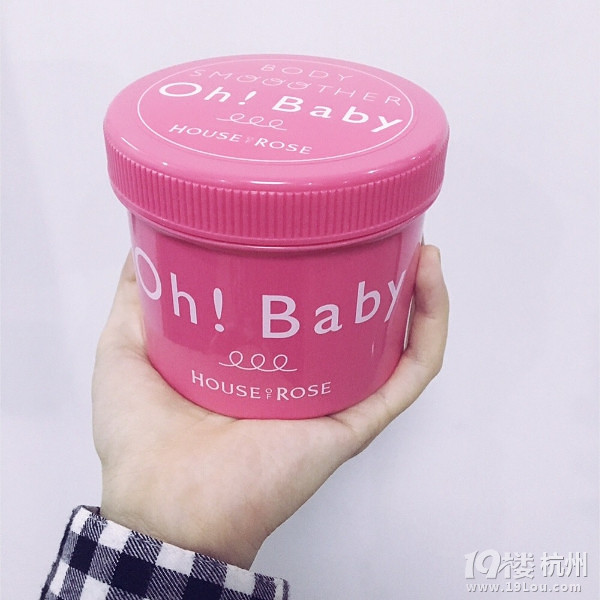 BODY
SMOOOTHER
Oh! Baby
HOUSE OF ROSE
Oh! Baby
HOUSE OF ROSE
19楼 杭州
www.19lou.com